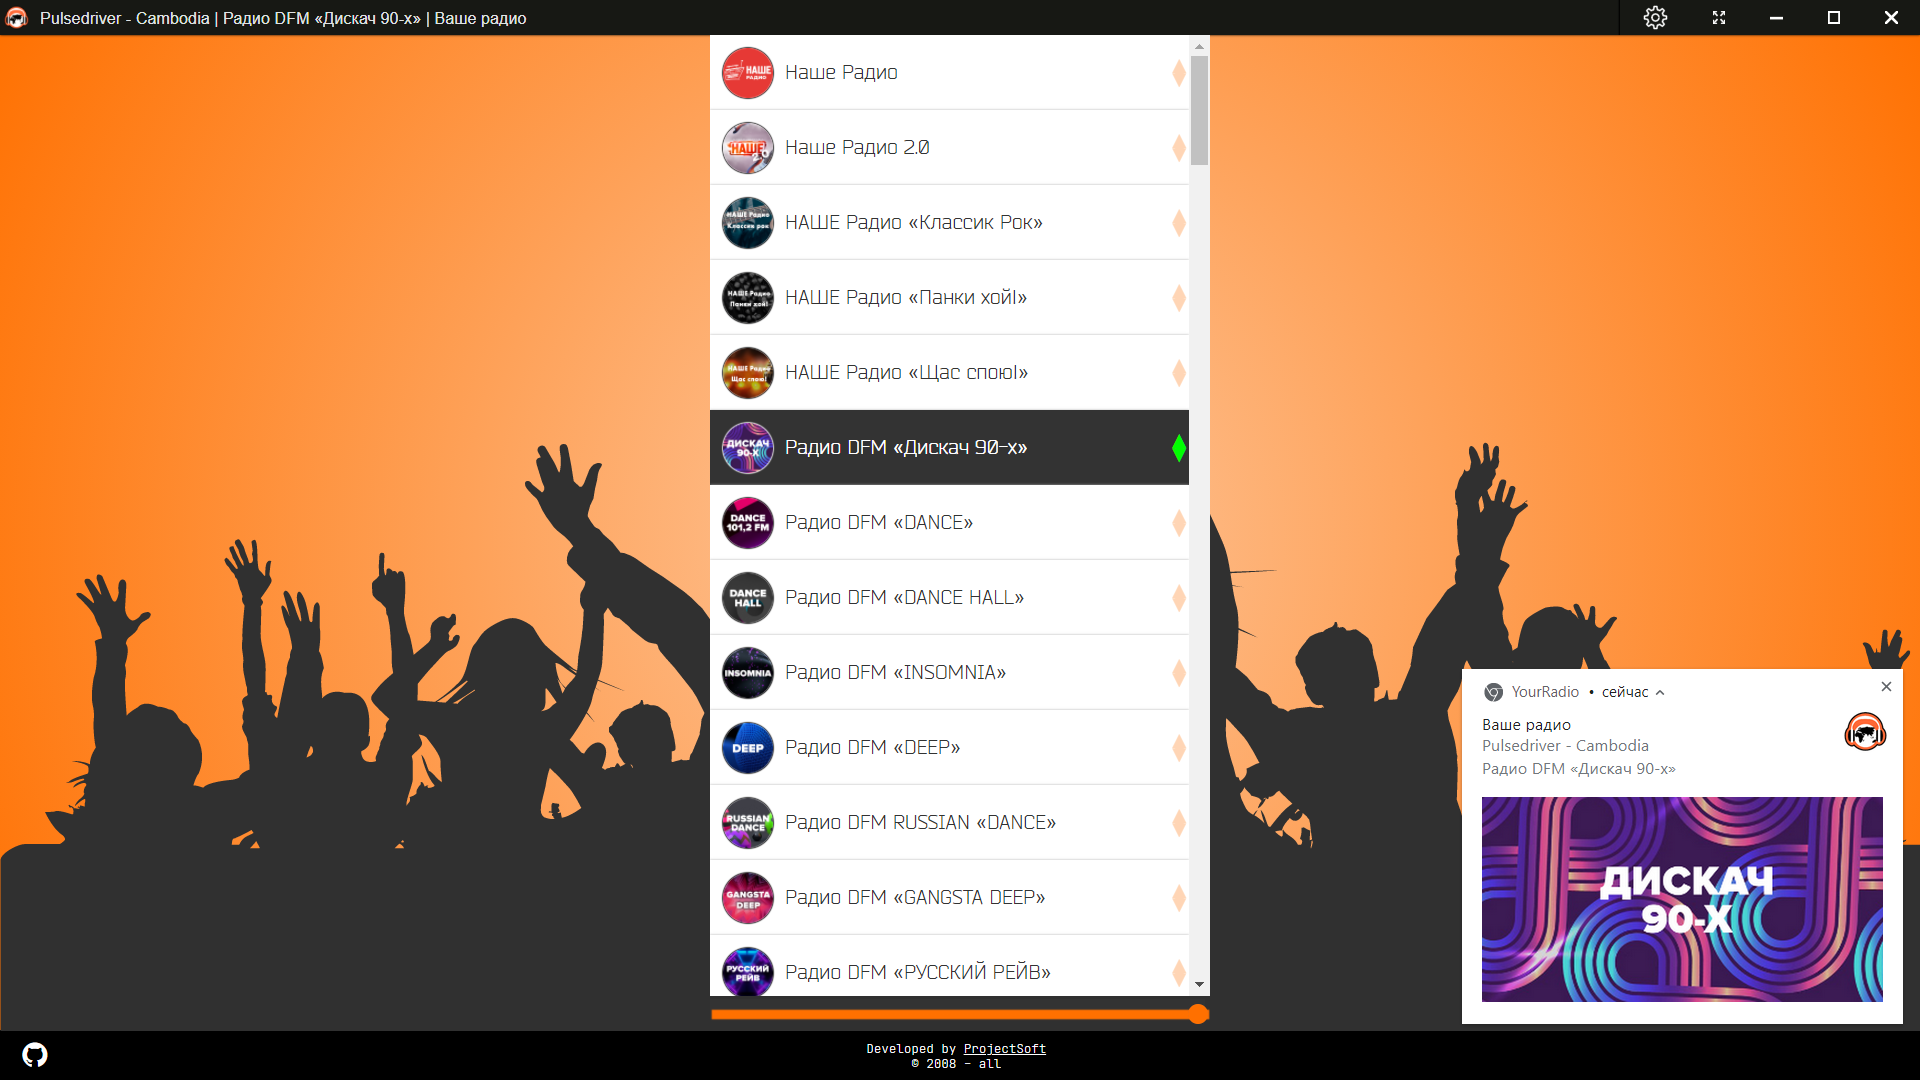 Pulsedriver - Cambodia | Радио DFM «Дискач 90-х» | Ваше радио
НАШЕ
РАДИО
Наше Радио
НАШЕ
2.0
Наше Радио 2.0
НАШЕ Радио
Классик рок
НАШЕ Радио «Классик Рок»
НАШЕ Радио
Панки хой!
НАШЕ Радио «Панки хой!»
НАШЕ Радио
Щас спою!
НАШЕ Радио «Щас спою!»
ДИСКАЧ
90-Х
Радио DFM «Дискач 90-х»
DANCE
101,2 FM
Радио DFM «DANCE»
DANCE
HALL
Радио DFM «DANCE HALL»
INSOMNIA
Радио DFM «INSOMNIA»
DEEP
Радио DFM «DEEP»
RUSSIAN
DANCE
Радио DFM RUSSIAN «DANCE»
GANGSTA
DEEP
Радио DFM «GANGSTA DEEP»
РУССКИЙ
РЕЙВ
Радио DFM «РУССКИЙ РЕЙВ»
YourRadio • сейчас
Ваше радио
Pulsedriver - Cambodia
Радио DFM «Дискач 90-х»
ДИСКАЧ
90-Х
Developed by ProjectSoft
© 2008 - all